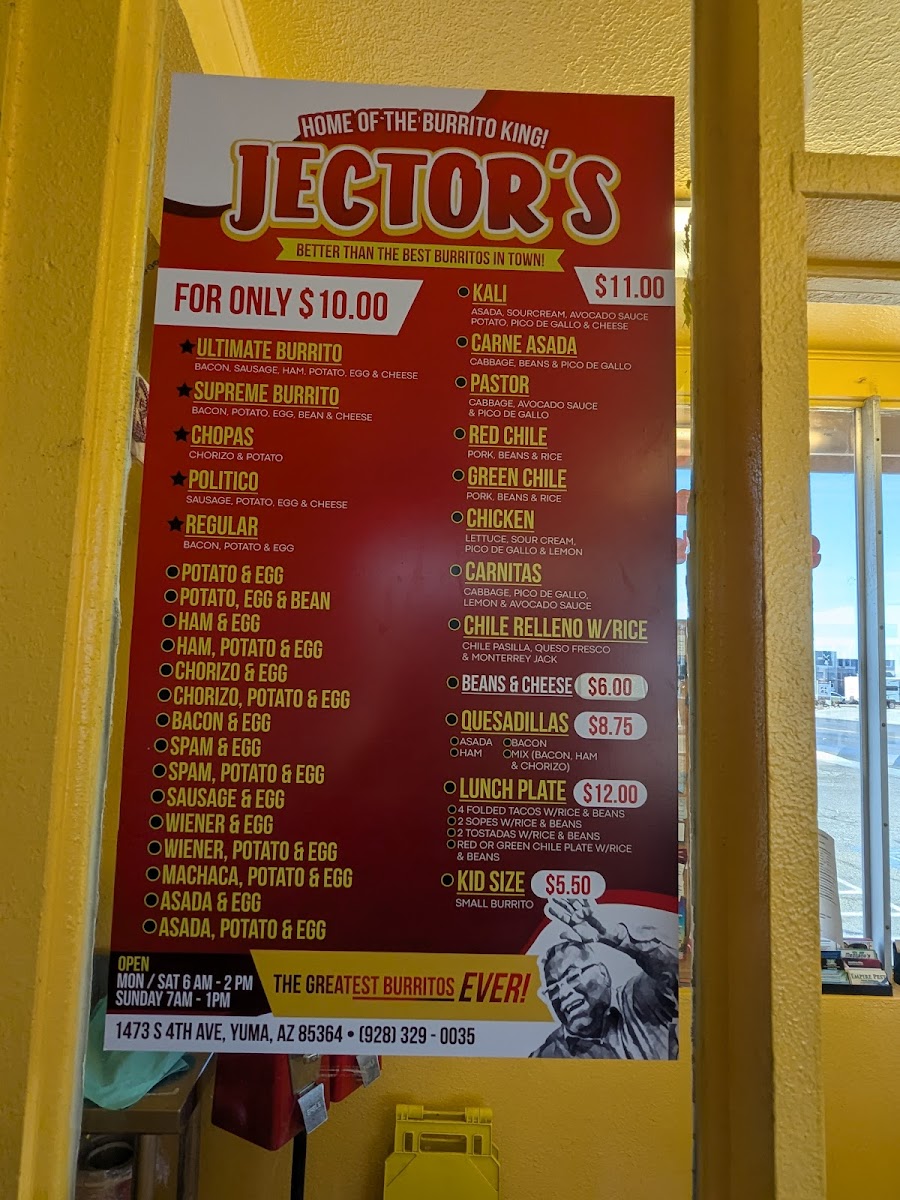 HOME OF THE BURRITO KING!
JECTOR'S
BETTER THAN THE BEST BURRITOS IN TOWN!
FOR ONLY $10.00
ULTIMATE BURRITO
BACON, SAUSAGE, HAM, POTATO, EGG & CHEESE
SUPREME BURRITO
BACON, POTATO, EGG, BEAN & CHEESE
CHOPAS
CHORIZO & POTATO
POLITICO
SAUSAGE, POTATO, EGG & CHEESE
REGULAR
BACON, POTATO & EGG
POTATO & EGG
POTATO, EGG & BEAN
HAM & EGG
HAM, POTATO & EGG
CHORIZO & EGG
CHORIZO, POTATO & EGG
BACON & EGG
SPAM & EGG
SPAM, POTATO & EGG
SAUSAGE & EGG
WIENER & EGG
WIENER, POTATO & EGG
MACHACA, POTATO & EGG
ASADA & EGG
ASADA, POTATO & EGG
$11.00
KALI
ASADA, SOURCREAM, AVOCADO SAUCE
POTATO, PICO DE GALLO & CHEESE
CARNE ASADA
CABBAGE, BEANS & PICO DE GALLO
PASTOR
CABBAGE, AVOCADO SAUCE
& PICO DE GALLO
RED CHILE
PORK, BEANS & RICE
GREEN CHILE
PORK, BEANS & RICE
CHICKEN
LETTUCE, SOUR CREAM,
PICO DE GALLO & LEMON
CARNITAS
CABBAGE, PICO DE GALLO,
LEMON & AVOCADO SAUCE
CHILE RELLENO W/RICE
CHILE PASILLA, QUESO FRESCO
& MONTERREY JACK
BEANS & CHEESE $6.00
QUESADILLAS $8.75
ASADA BACON
HAM MIX (BACON, HAM
& CHORIZO)
LUNCH PLATE $12.00
4 FOLDED TACOS W/RICE & BEANS
2 SOPES W/RICE & BEANS
2 TOSTADAS W/RICE & BEANS
RED OR GREEN CHILE PLATE W/RICE
& BEANS
KID SIZE $5.50
SMALL BURRITO
OPEN
MON / SAT 6 AM - 2 PM
SUNDAY 7AM - 1PM
THE GREATEST BURRITOS EVER!
1473 S 4TH AVE, YUMA, AZ 85364 • (928) 329 - 0035